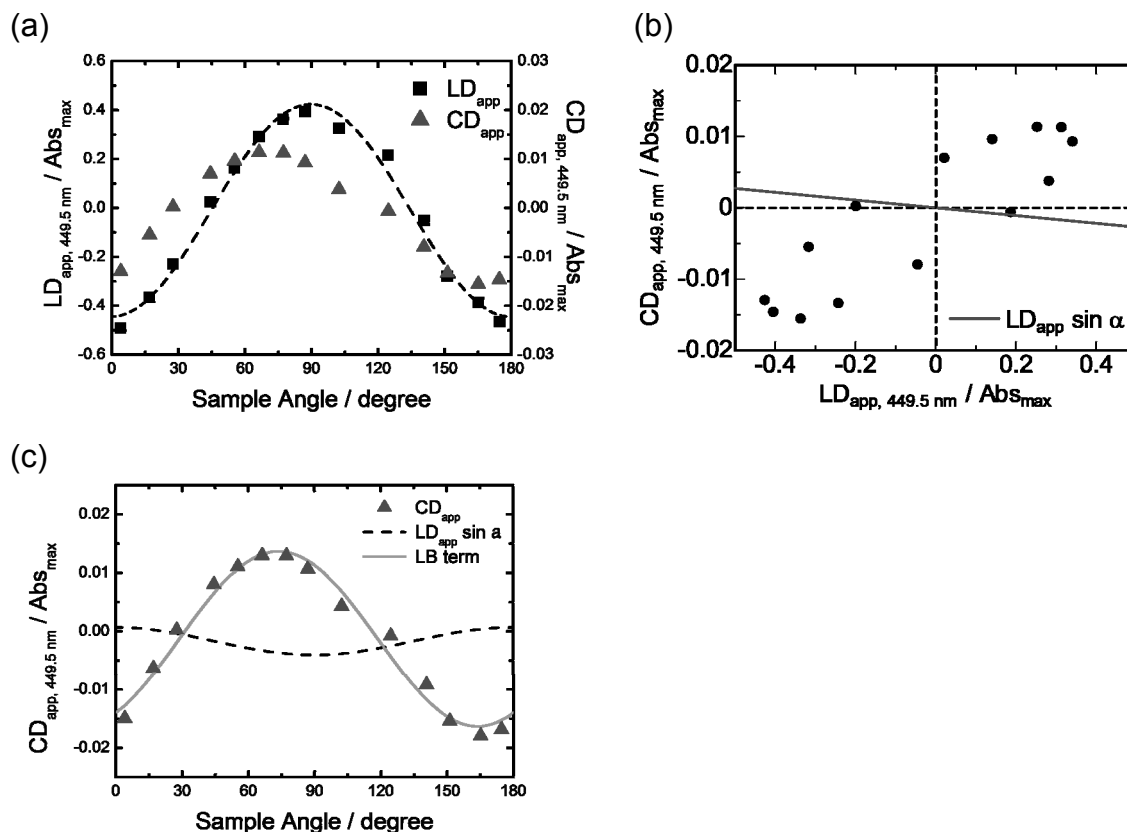 (a)
0.6
0.4
0.2
0.0
-0.2
-0.4
-0.6
LD_app, 449.5 nm / Abs_max
0.03
0.02
0.01
0.00
-0.01
-0.02
-0.03
CD_app, 449.5 nm / Abs_max
LD_app
CD_app
0 30 60 90 120 150 180
Sample Angle / degree
(b)
0.02
0.01
0
-0.01
-0.02
CD_app, 449.5 nm / Abs_max
LD_app sin α
-0.4 -0.2 0 0.2 0.4
LD_app, 449.5 nm / Abs_max
(c)
0.02
0.01
0.00
-0.01
-0.02
CD_app, 449.5 nm / Abs_max
CD_app
LD_app sin a
LB term
0 30 60 90 120 150 180
Sample Angle / degree